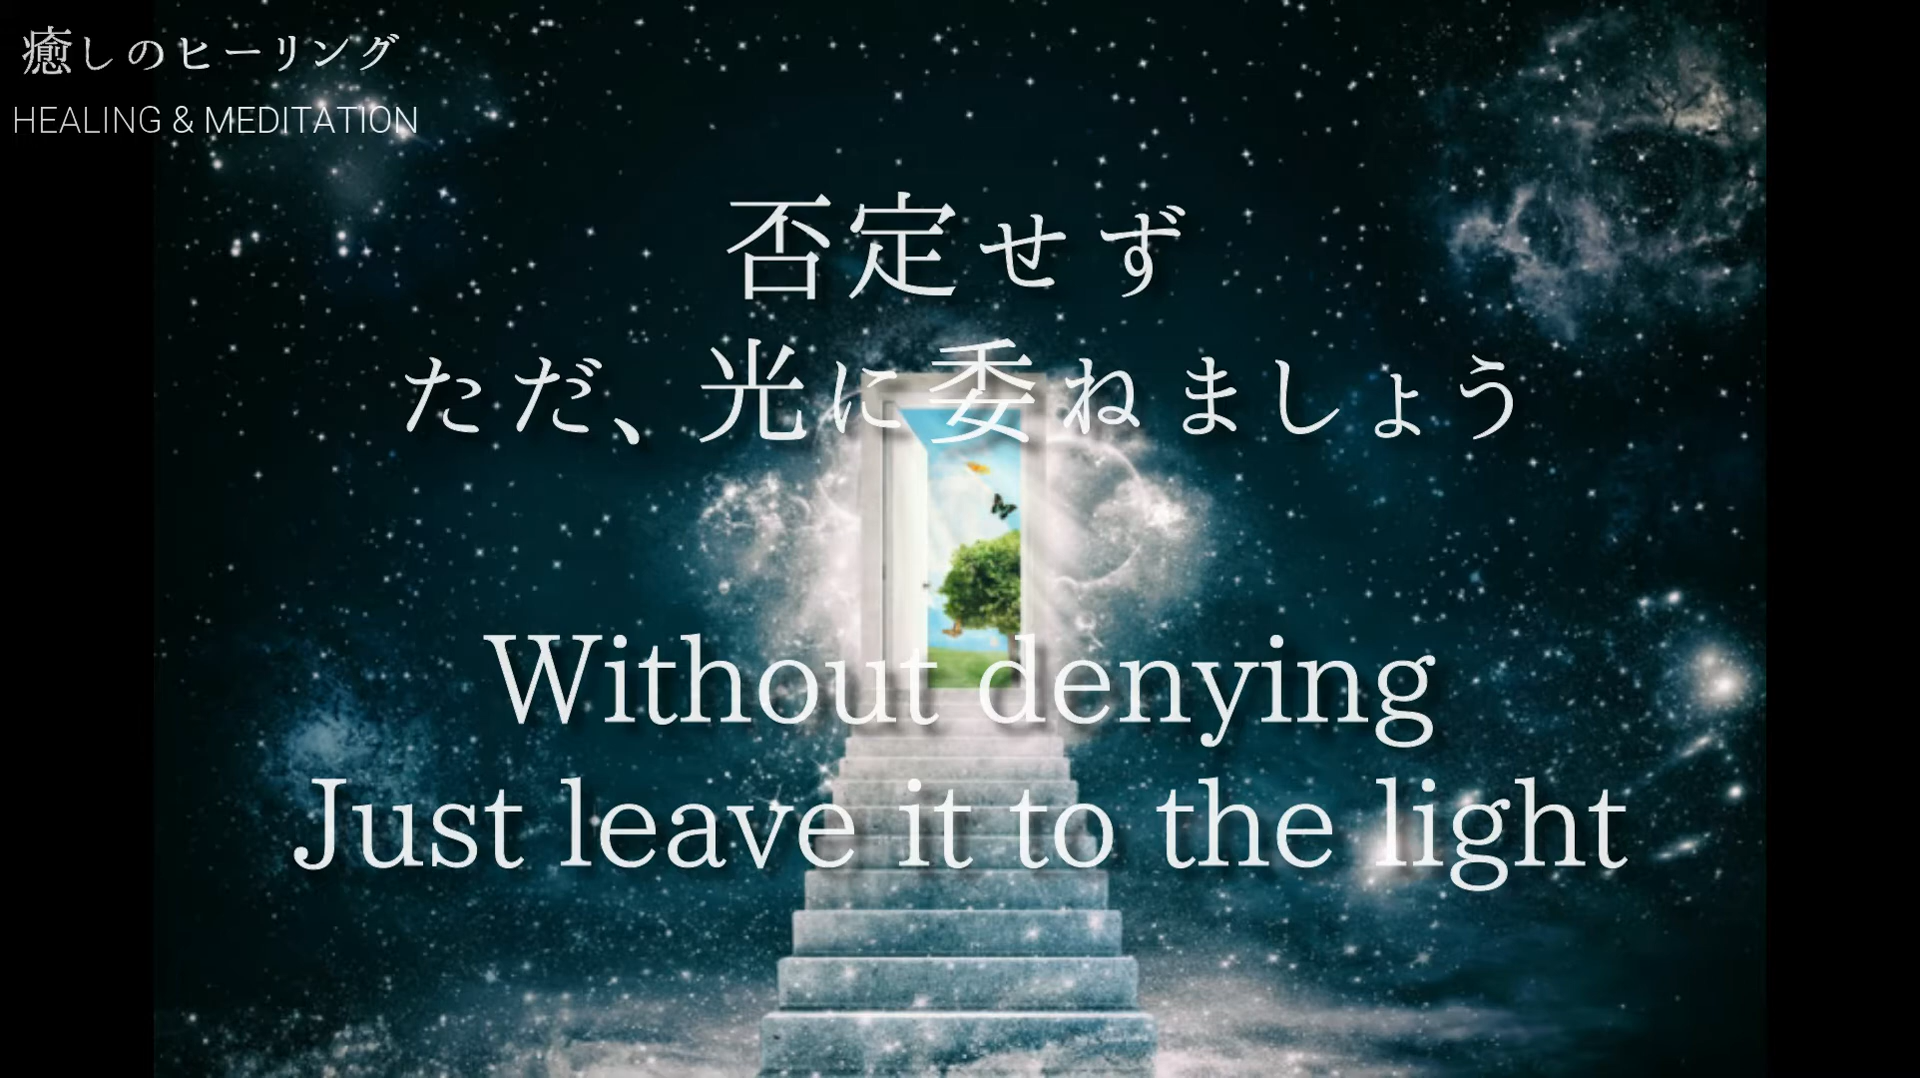 癒しのヒーリング
HEALING & MEDITATION
否定せず
ただ、光に委ねましょう
Without denying
Just leave it to the light